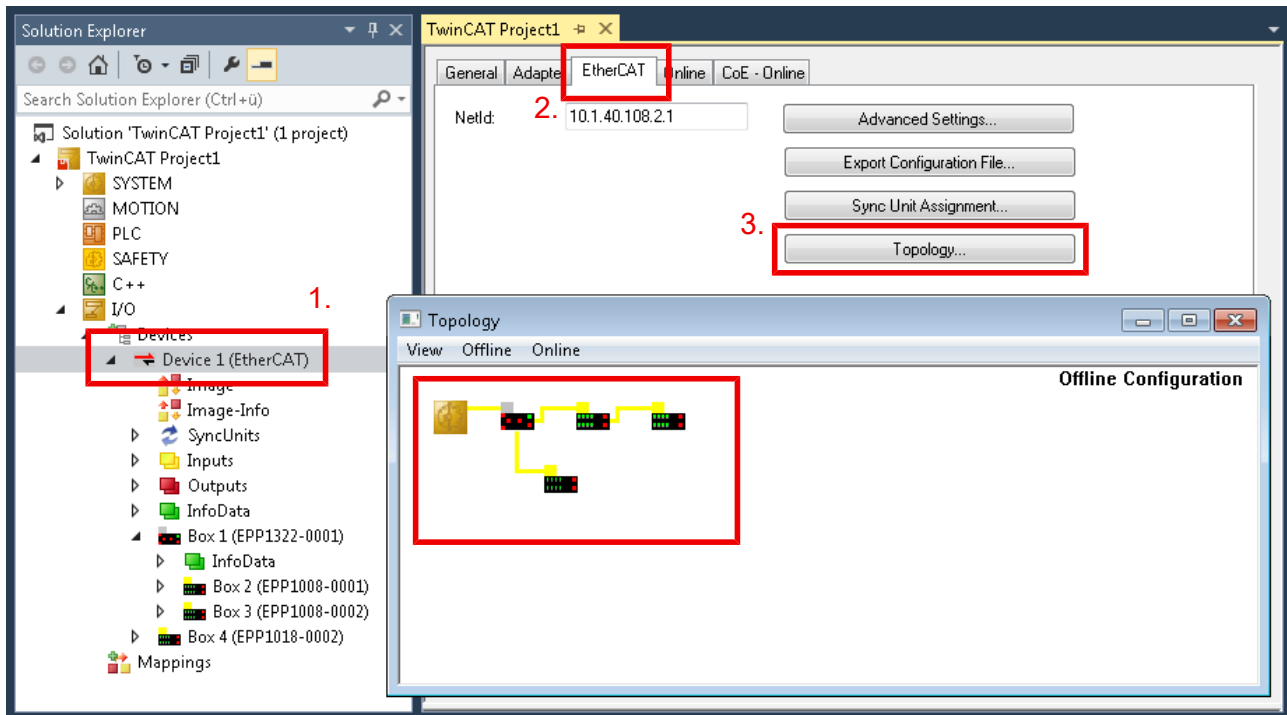 Solution Explorer
Search Solution Explorer (Ctrl+ü)
Solution 'TwinCAT Project1' (1 project)
TwinCAT Project1
SYSTEM
MOTION
PLC
SAFETY
C++
I/O
1.
Devices
Device 1 (EtherCAT)
Image
Image-Info
SyncUnits
Inputs
Outputs
InfoData
Box 1 (EPP1322-0001)
InfoData
Box 2 (EPP1008-0001)
Box 3 (EPP1008-0002)
Box 4 (EPP1018-0002)
Mappings
TwinCAT Project1
General Adapte EtherCAT Online CoE - Online
2.
NetId: 10.1.40.108.2.1
Advanced Settings...
Export Configuration File...
Sync Unit Assignment...
3.
Topology...
Topology
View Offline Online
Offline Configuration